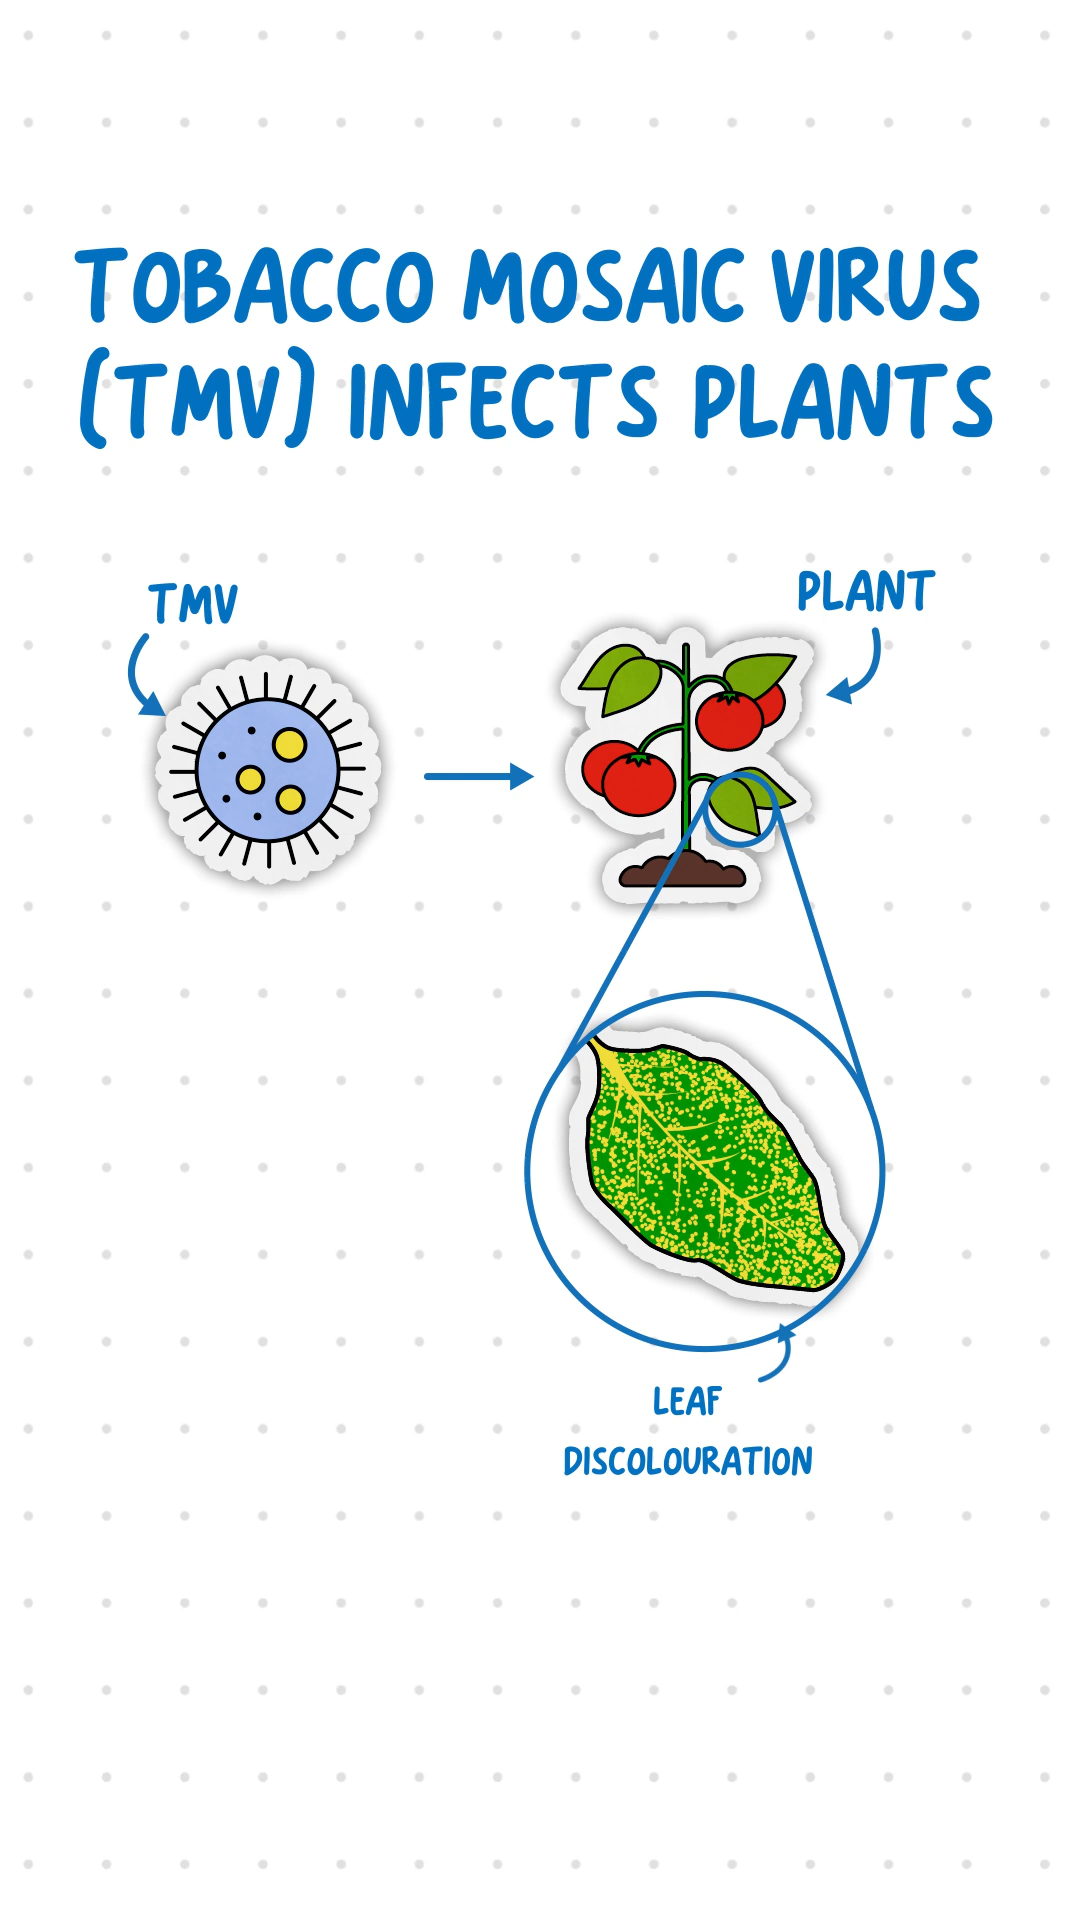 TOBACCO MOSAIC VIRUS
(TMV) INFECTS PLANTS
TMV
PLANT
LEAF
DISCOLOURATION